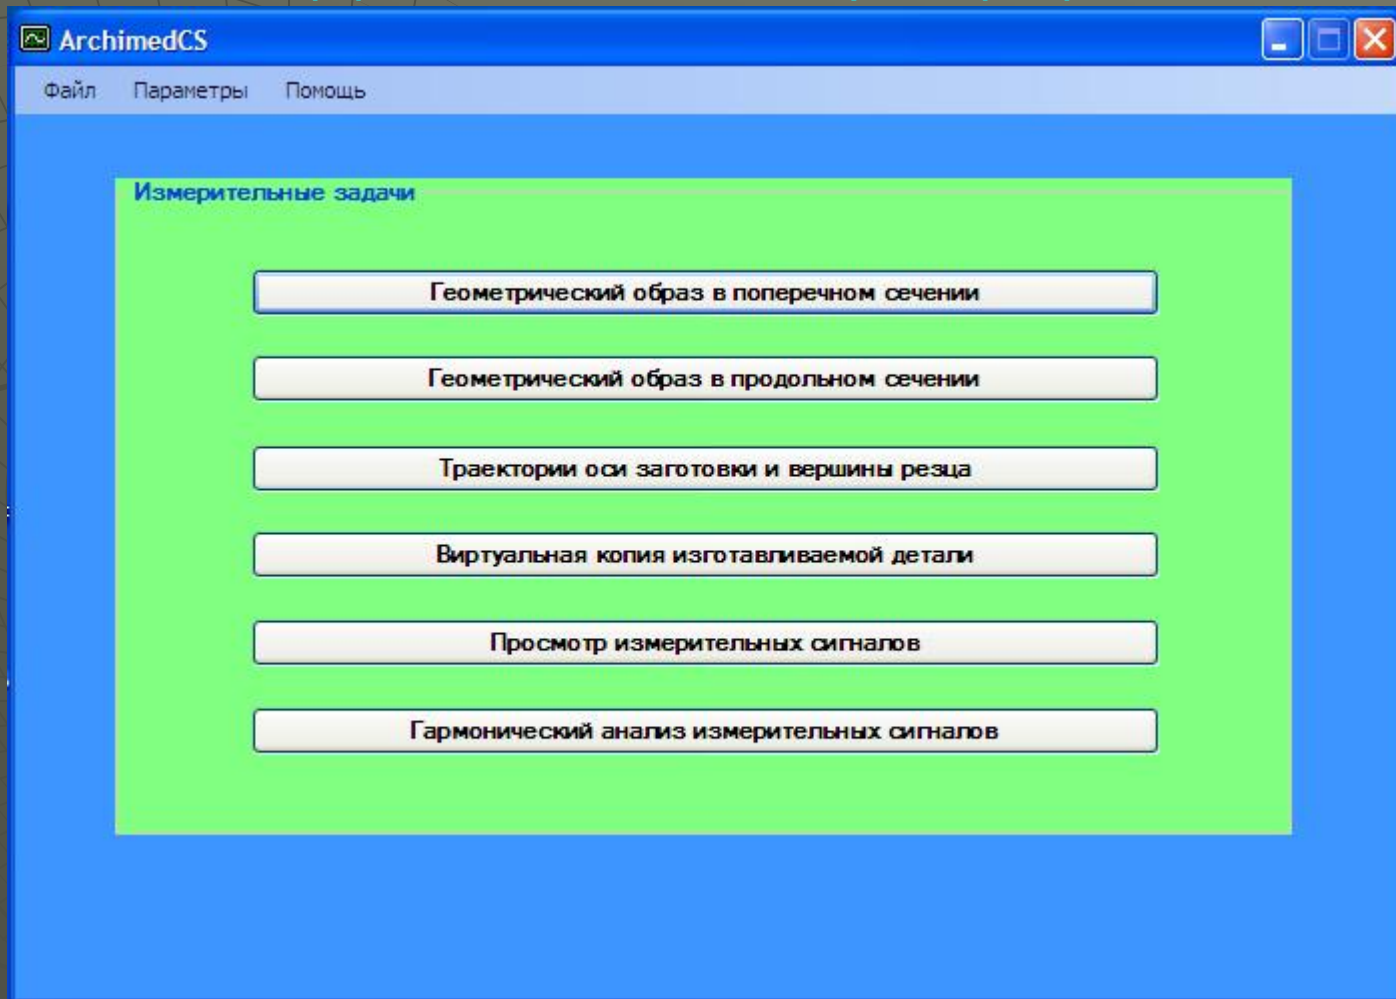 ArchimedCS
Файл Параметры Помощь
Измерительные задачи
Геометрический образ в поперечном сечении
Геометрический образ в продольном сечении
Траектории оси заготовки и вершины резца
Виртуальная копия изготавливаемой детали
Просмотр измерительных сигналов
Гармонический анализ измерительных сигналов